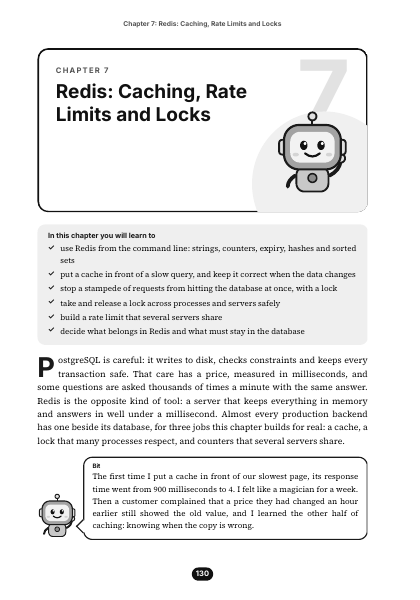 Chapter 7: Redis: Caching, Rate Limits and Locks
CHAPTER 7
7
Redis: Caching, Rate
Limits and Locks
In this chapter you will learn to
✓ use Redis from the command line: strings, counters, expiry, hashes and sorted
sets
✓ put a cache in front of a slow query, and keep it correct when the data changes
✓ stop a stampede of requests from hitting the database at once, with a lock
✓ take and release a lock across processes and servers safely
✓ build a rate limit that several servers share
✓ decide what belongs in Redis and what must stay in the database
PostgreSQL is careful: it writes to disk, checks constraints and keeps every
transaction safe. That care has a price, measured in milliseconds, and
some questions are asked thousands of times a minute with the same answer.
Redis is the opposite kind of tool: a server that keeps everything in memory
and answers in well under a millisecond. Almost every production backend
has one beside its database, for three jobs this chapter builds for real: a cache, a
lock that many processes respect, and counters that several servers share.
Bit
The first time I put a cache in front of our slowest page, its response
time went from 900 milliseconds to 4. I felt like a magician for a week.
Then a customer complained that a price they had changed an hour
earlier still showed the old value, and I learned the other half of
caching: knowing when the copy is wrong.
130